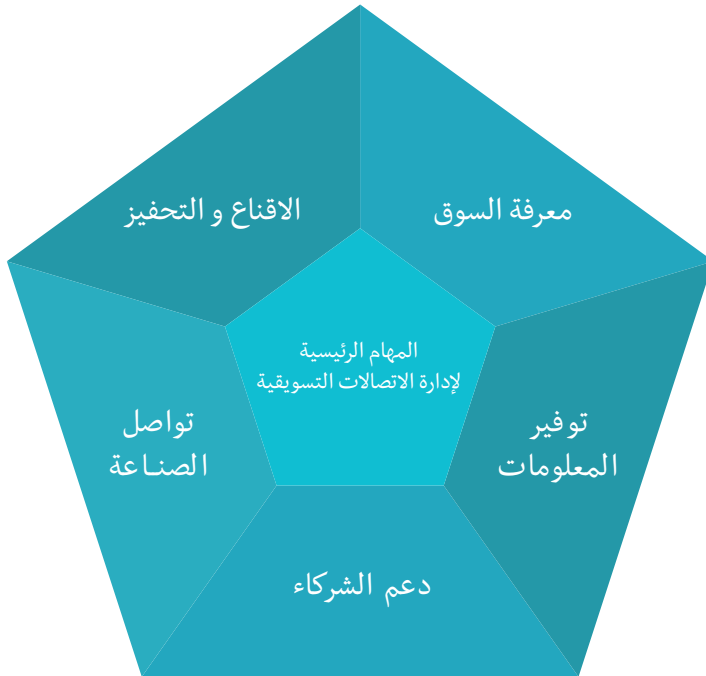 الاقناع و التحفيز
معرفة السوق
المهام الرئيسية
لإدارة الاتصالات التسويقية
توفير
المعلومات
تواصل
الصناعة
دعم الشركاء